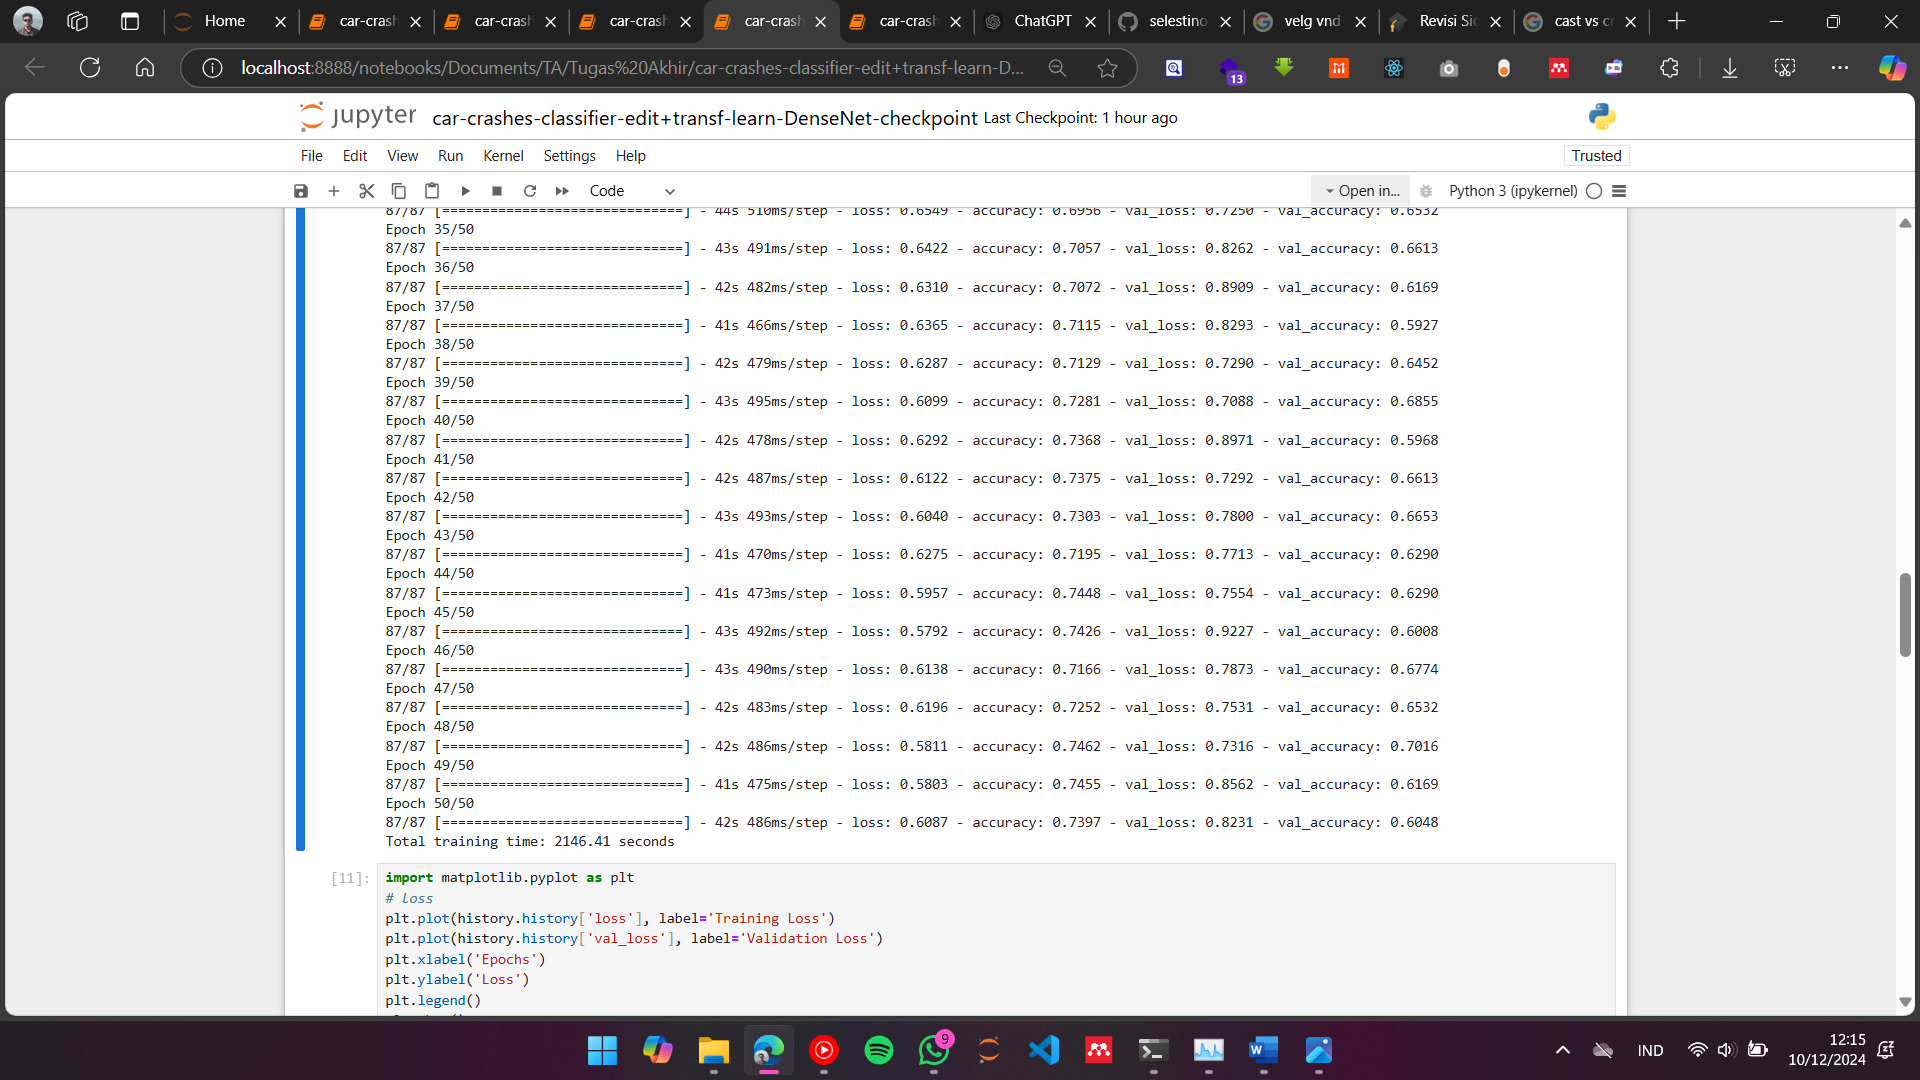 Home
car-crash
car-crash
car-crash
car-crash
car-crash
ChatGPT
selestino
velg vnd
Revisi Sic
cast vs cr
localhost:8888/notebooks/Documents/TA/Tugas%20Akhir/car-crashes-classifier-edit+transf-learn-D...
13
jupyter car-crashes-classifier-edit+transf-learn-DenseNet-checkpoint Last Checkpoint: 1 hour ago
File Edit View Run Kernel Settings Help
Trusted
Code
Open in...
Python 3 (ipykernel)
87/87 [==============================] - 44s 510ms/step - loss: 0.6549 - accuracy: 0.6956 - val_loss: 0.7250 - val_accuracy: 0.6532
Epoch 35/50
87/87 [==============================] - 43s 491ms/step - loss: 0.6422 - accuracy: 0.7057 - val_loss: 0.8262 - val_accuracy: 0.6613
Epoch 36/50
87/87 [==============================] - 42s 482ms/step - loss: 0.6310 - accuracy: 0.7072 - val_loss: 0.8909 - val_accuracy: 0.6169
Epoch 37/50
87/87 [==============================] - 41s 466ms/step - loss: 0.6365 - accuracy: 0.7115 - val_loss: 0.8293 - val_accuracy: 0.5927
Epoch 38/50
87/87 [==============================] - 42s 479ms/step - loss: 0.6287 - accuracy: 0.7129 - val_loss: 0.7290 - val_accuracy: 0.6452
Epoch 39/50
87/87 [==============================] - 43s 495ms/step - loss: 0.6099 - accuracy: 0.7281 - val_loss: 0.7088 - val_accuracy: 0.6855
Epoch 40/50
87/87 [==============================] - 42s 478ms/step - loss: 0.6292 - accuracy: 0.7368 - val_loss: 0.8971 - val_accuracy: 0.5968
Epoch 41/50
87/87 [==============================] - 42s 487ms/step - loss: 0.6122 - accuracy: 0.7375 - val_loss: 0.7292 - val_accuracy: 0.6613
Epoch 42/50
87/87 [==============================] - 43s 493ms/step - loss: 0.6040 - accuracy: 0.7303 - val_loss: 0.7800 - val_accuracy: 0.6653
Epoch 43/50
87/87 [==============================] - 41s 470ms/step - loss: 0.6275 - accuracy: 0.7195 - val_loss: 0.7713 - val_accuracy: 0.6290
Epoch 44/50
87/87 [==============================] - 41s 473ms/step - loss: 0.5957 - accuracy: 0.7448 - val_loss: 0.7554 - val_accuracy: 0.6290
Epoch 45/50
87/87 [==============================] - 43s 492ms/step - loss: 0.5792 - accuracy: 0.7426 - val_loss: 0.9227 - val_accuracy: 0.6008
Epoch 46/50
87/87 [==============================] - 43s 490ms/step - loss: 0.6138 - accuracy: 0.7166 - val_loss: 0.7873 - val_accuracy: 0.6774
Epoch 47/50
87/87 [==============================] - 42s 483ms/step - loss: 0.6196 - accuracy: 0.7252 - val_loss: 0.7531 - val_accuracy: 0.6532
Epoch 48/50
87/87 [==============================] - 42s 486ms/step - loss: 0.5811 - accuracy: 0.7462 - val_loss: 0.7316 - val_accuracy: 0.7016
Epoch 49/50
87/87 [==============================] - 41s 475ms/step - loss: 0.5803 - accuracy: 0.7455 - val_loss: 0.8562 - val_accuracy: 0.6169
Epoch 50/50
87/87 [==============================] - 42s 486ms/step - loss: 0.6087 - accuracy: 0.7397 - val_loss: 0.8231 - val_accuracy: 0.6048
Total training time: 2146.41 seconds
[11]: import matplotlib.pyplot as plt
# loss
plt.plot(history.history['loss'], label='Training Loss')
plt.plot(history.history['val_loss'], label='Validation Loss')
plt.xlabel('Epochs')
plt.ylabel('Loss')
plt.legend()
9
IND
12:15
10/12/2024